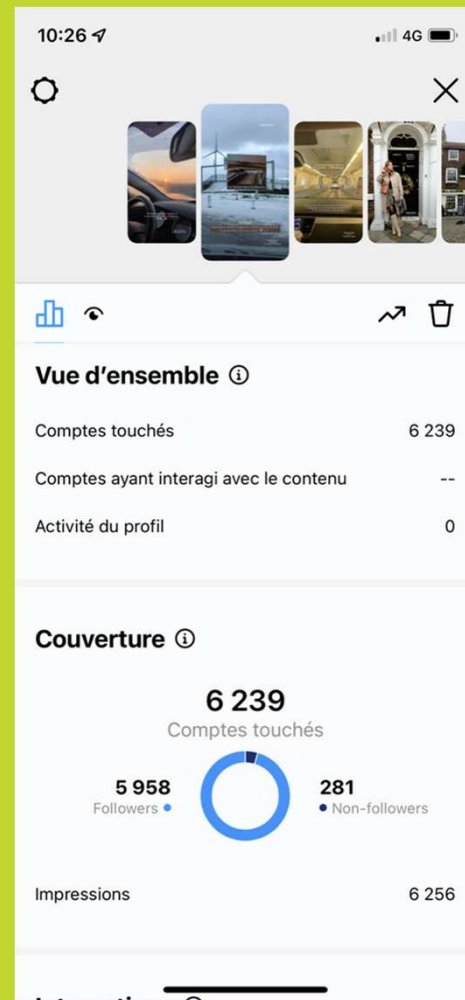 10:26
4G
Vue d’ensemble
Comptes touchés 6 239
Comptes ayant interagi avec le contenu --
Activité du profil 0
Couverture
6 239
Comptes touchés
5 958
Followers
281
Non-followers
Impressions 6 256